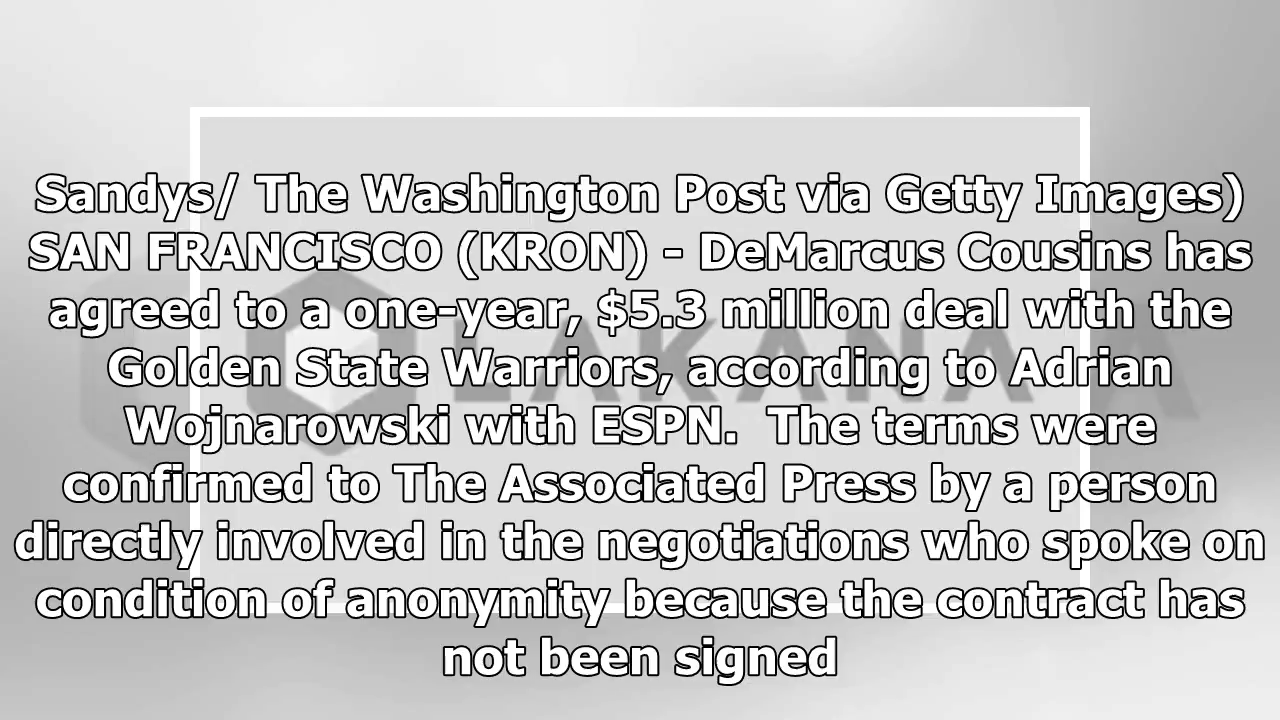 Sandys/ The Washington Post via Getty Images)
SAN FRANCISCO (KRON) - DeMarcus Cousins has
agreed to a one-year, $5.3 million deal with the
Golden State Warriors, according to Adrian
Wojnarowski with ESPN.  The terms were
confirmed to The Associated Press by a person
directly involved in the negotiations who spoke on
condition of anonymity because the contract has
not been signed
LAKANA